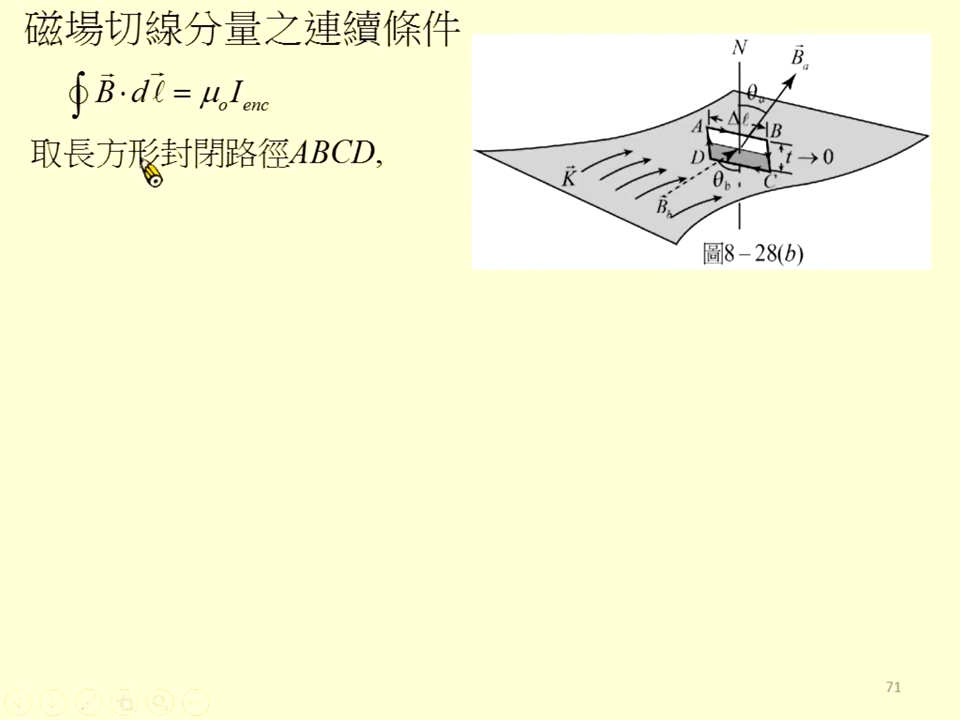 磁場切線分量之連續條件
∮ B⃗ · dℓ⃗ = μₒI_enc
取長方形封閉路徑ABCD,
N
B⃗ₐ
θₐ
A Δℓ B
D t → 0
K⃗ θ_b C
B⃗_b
圖8－28(b)
71